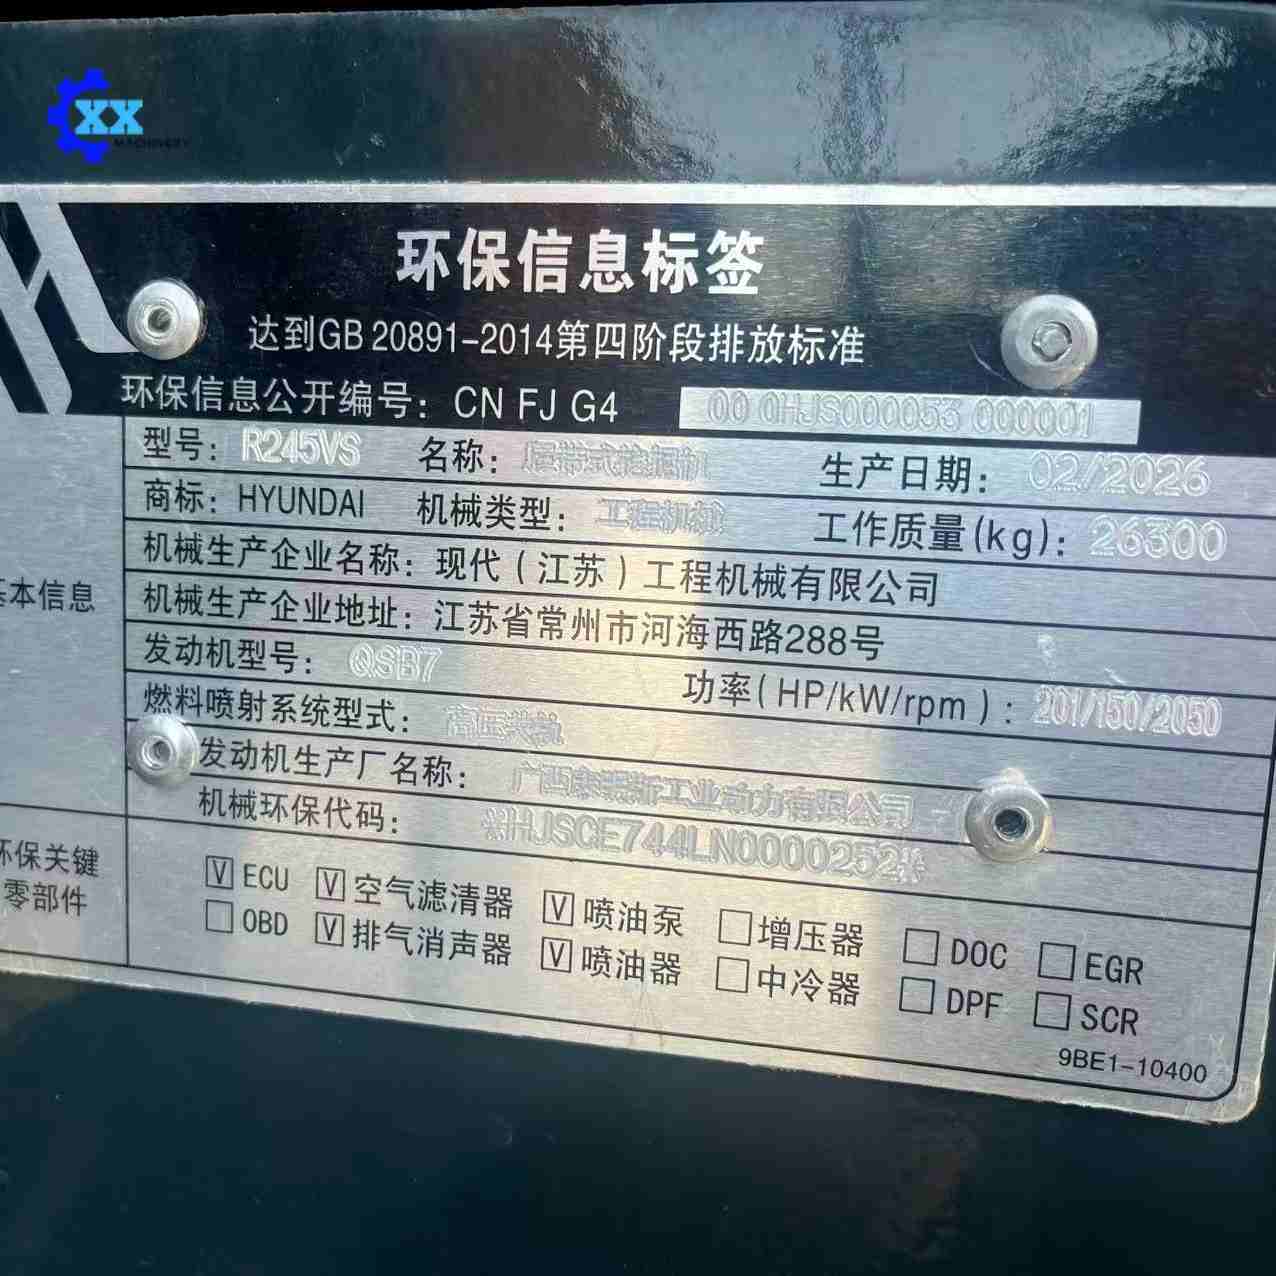 XX
MACHINERY
环保信息标签
达到GB 20891-2014第四阶段排放标准
环保信息公开编号: CN FJ G4 00 0HJS000053 000001
基本信息
型号: R245VS 名称: 履带式挖掘机 生产日期: 02/2026
商标: HYUNDAI 机械类型: 工程机械 工作质量(kg): 26300
机械生产企业名称: 现代(江苏)工程机械有限公司
机械生产企业地址: 江苏省常州市河海西路288号
发动机型号: QSB7 功率(HP/kW/rpm): 201/150/2050
燃料喷射系统型式: 高压共轨
发动机生产厂名称: 广西康明斯工业动力有限公司
机械环保代码: *HJSCE744LN0000252*
环保关键
零部件
V ECU V 空气滤清器 V 喷油泵 增压器 DOC EGR
OBD V 排气消声器 V 喷油器 中冷器 DPF SCR
9BE1-10400